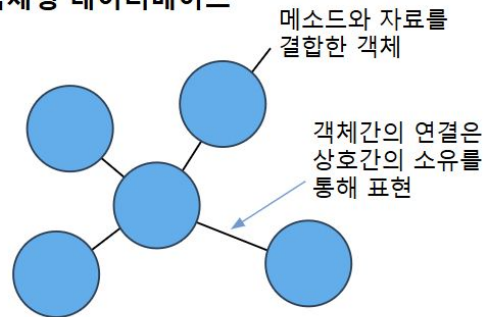 메소드와 자료를
결합한 객체
객체간의 연결은
상호간의 소유를
통해 표현